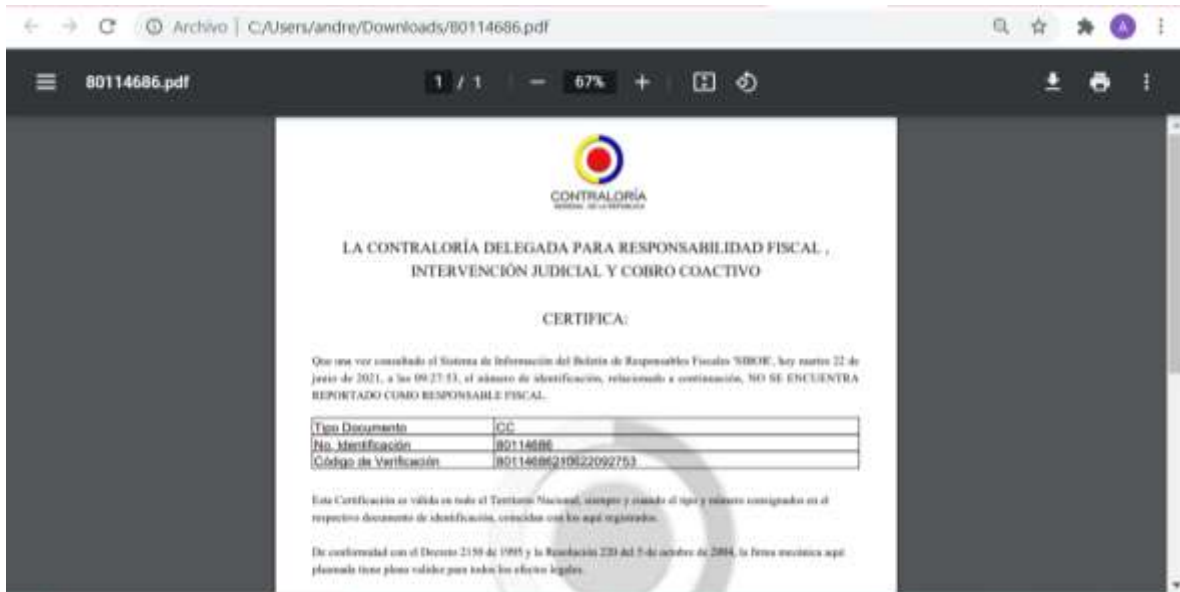 Archivo | C:/Users/andre/Downloads/80114686.pdf
A
80114686.pdf
1 / 1
67%
CONTRALORÍA
GENERAL DE LA REPÚBLICA
LA CONTRALORÍA DELEGADA PARA RESPONSABILIDAD FISCAL ,
INTERVENCIÓN JUDICIAL Y COBRO COACTIVO
CERTIFICA:
Que una vez consultado el Sistema de Información del Boletín de Responsables Fiscales 'SIBOR', hoy martes 22 de
junio de 2021, a las 09:27:53, el número de identificación, relacionado a continuación, NO SE ENCUENTRA
REPORTADO COMO RESPONSABLE FISCAL.
Tipo Documento CC
No. Identificación 80114686
Código de Verificación 80114686210622092753
Esta Certificación es válida en todo el Territorio Nacional, siempre y cuando el tipo y número consignados en el
respectivo documento de identificación, coincidan con los aquí registrados.
De conformidad con el Decreto 2150 de 1995 y la Resolución 220 del 5 de octubre de 2004, la firma mecánica aquí
plasmada tiene plena validez para todos los efectos legales.